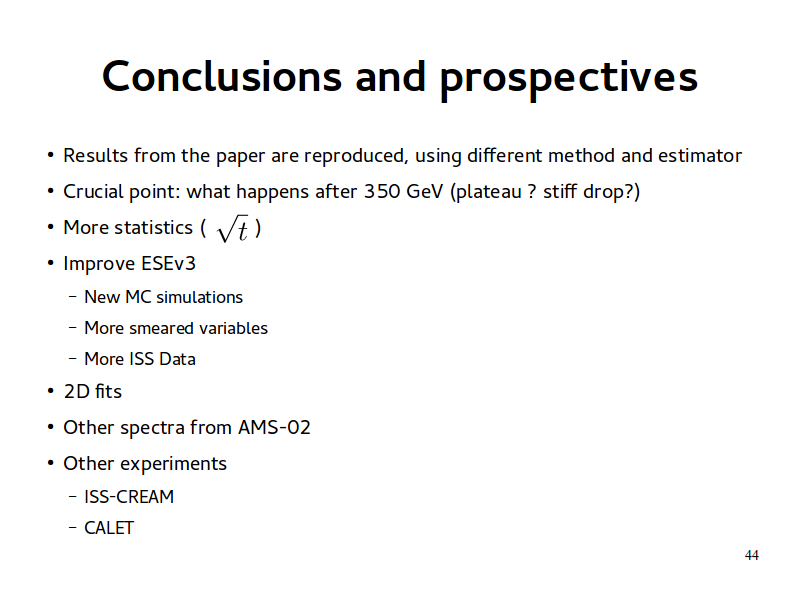 Conclusions and prospectives
• Results from the paper are reproduced, using different method and estimator
• Crucial point: what happens after 350 GeV (plateau ? stiff drop?)
• More statistics ( √t )
• Improve ESEv3
– New MC simulations
– More smeared variables
– More ISS Data
• 2D fits
• Other spectra from AMS-02
• Other experiments
– ISS-CREAM
– CALET
44